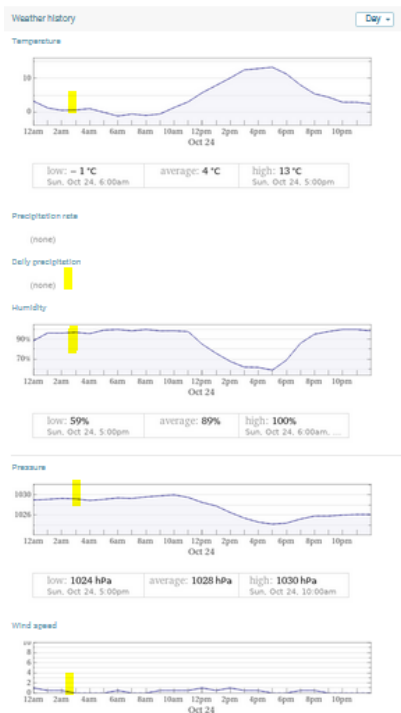 Weather history
Day
Temperature
10
0
12am 2am 4am 6am 8am 10am 12pm 2pm 4pm 6pm 8pm 10pm
Oct 24
low: − 1 °C average: 4 °C high: 13 °C
Sun, Oct 24, 6:00am Sun, Oct 24, 5:00pm
Precipitation rate
(none)
Daily precipitation
(none)
Humidity
90%
70%
12am 2am 4am 6am 8am 10am 12pm 2pm 4pm 6pm 8pm 10pm
Oct 24
low: 59% average: 89% high: 100%
Sun, Oct 24, 5:00pm Sun, Oct 24, 6:00am, ...
Pressure
1030
1026
12am 2am 4am 6am 8am 10am 12pm 2pm 4pm 6pm 8pm 10pm
Oct 24
low: 1024 hPa average: 1028 hPa high: 1030 hPa
Sun, Oct 24, 5:00pm Sun, Oct 24, 10:00am
Wind speed
10
8
6
4
2
0
12am 2am 4am 6am 8am 10am 12pm 2pm 4pm 6pm 8pm 10pm
Oct 24